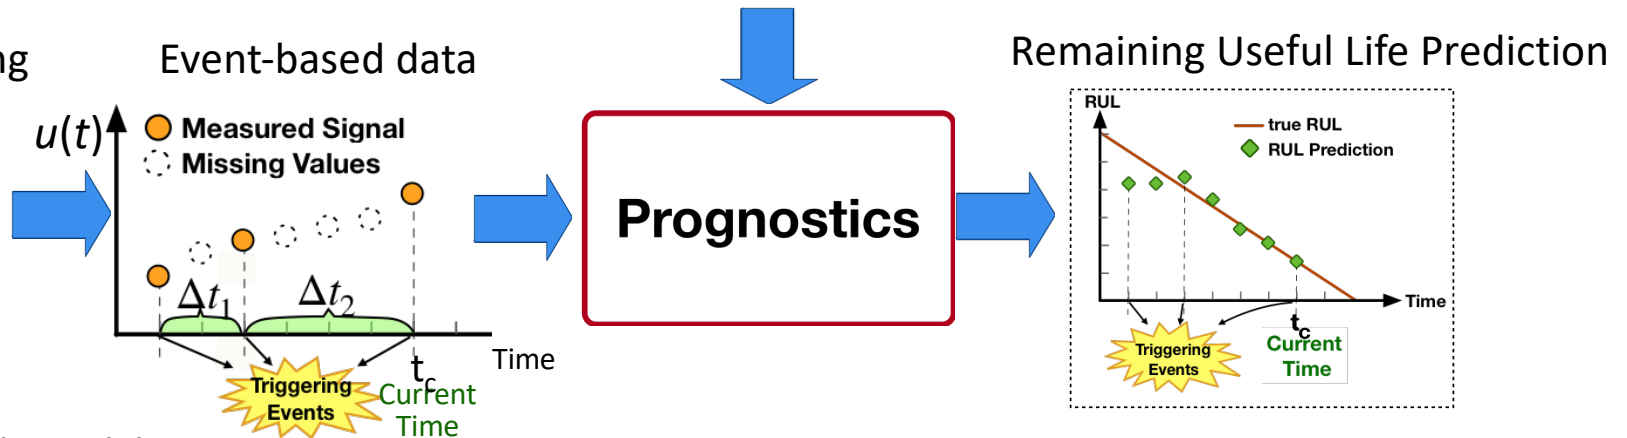 ng
Event-based data
Remaining Useful Life Prediction
u(t)
Measured Signal
Missing Values
Δt1
Δt2
Time
Triggering
Events
tc
Current
Time
Prognostics
RUL
true RUL
RUL Prediction
Time
Triggering
Events
tc
Current
Time